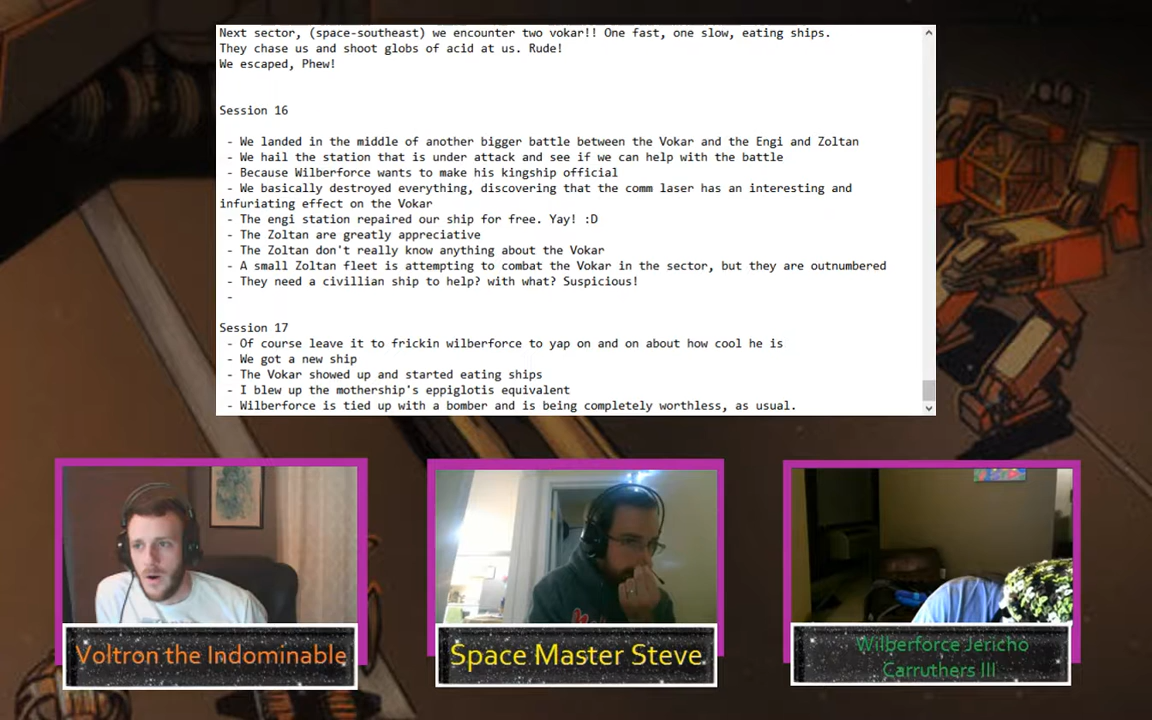 Next sector, (space-southeast) we encounter two vokar!! One fast, one slow, eating ships.
They chase us and shoot globs of acid at us. Rude!
We escaped, Phew!
Session 16
- We landed in the middle of another bigger battle between the Vokar and the Engi and Zoltan
- We hail the station that is under attack and see if we can help with the battle
- Because Wilberforce wants to make his kingship official
- We basically destroyed everything, discovering that the comm laser has an interesting and
infuriating effect on the Vokar
- The engi station repaired our ship for free. Yay! :D
- The Zoltan are greatly appreciative
- The Zoltan don't really know anything about the Vokar
- A small Zoltan fleet is attempting to combat the Vokar in the sector, but they are outnumbered
- They need a civillian ship to help? with what? Suspicious!
-
Session 17
- Of course leave it to frickin wilberforce to yap on and on about how cool he is
- We got a new ship
- The Vokar showed up and started eating ships
- I blew up the mothership's eppiglotis equivalent
- Wilberforce is tied up with a bomber and is being completely worthless, as usual.
Voltron the Indominable
Space Master Steve
Wilberforce Jericho
Carruthers III